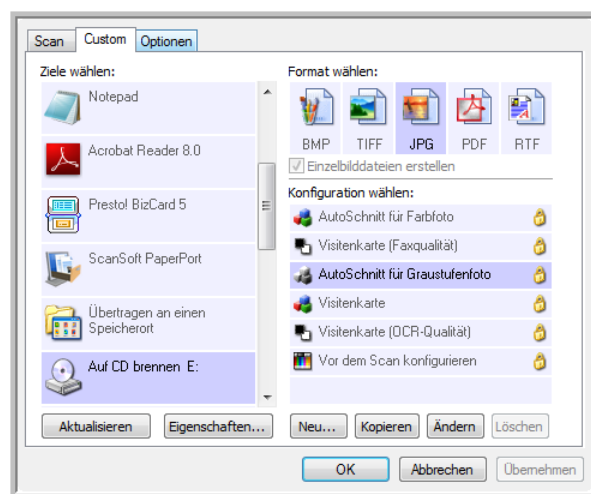 Scan
Custom
Optionen
Ziele wählen:
Notepad
Acrobat Reader 8.0
Presto! BizCard 5
ScanSoft PaperPort
Übertragen an einen
Speicherort
Auf CD brennen E:
Aktualisieren
Eigenschaften...
Format wählen:
BMP
TIFF
JPG
PDF
RTF
Einzelbilddateien erstellen
Konfiguration wählen:
AutoSchnitt für Farbfoto
Visitenkarte (Faxqualität)
AutoSchnitt für Graustufenfoto
Visitenkarte
Visitenkarte (OCR-Qualität)
Vor dem Scan konfigurieren
Neu...
Kopieren
Ändern
Löschen
OK
Abbrechen
Übernehmen